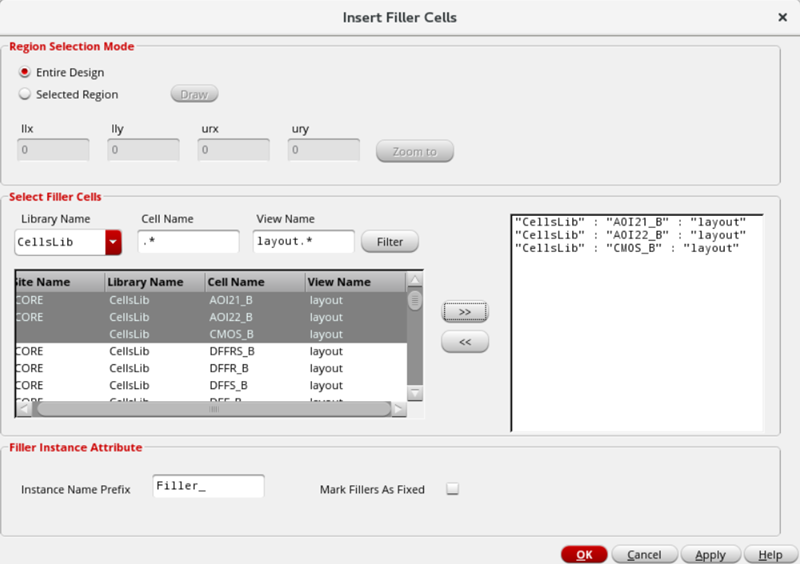 Insert Filler Cells
Region Selection Mode
Entire Design
Selected Region
Draw
llx lly urx ury
0 0 0 0 Zoom to
Select Filler Cells
Library Name Cell Name View Name
CellsLib .* layout.* Filter
Site Name Library Name Cell Name View Name
CORE CellsLib AOI21_B layout
CORE CellsLib AOI22_B layout
CellsLib CMOS_B layout
CORE CellsLib DFFRS_B layout
CORE CellsLib DFFR_B layout
CORE CellsLib DFFS_B layout
CORE CellsLib DFF_B layout
>>
<<
"CellsLib" : "AOI21_B" : "layout"
"CellsLib" : "AOI22_B" : "layout"
"CellsLib" : "CMOS_B" : "layout"
Filler Instance Attribute
Instance Name Prefix Filler_ Mark Fillers As Fixed
OK Cancel Apply Help